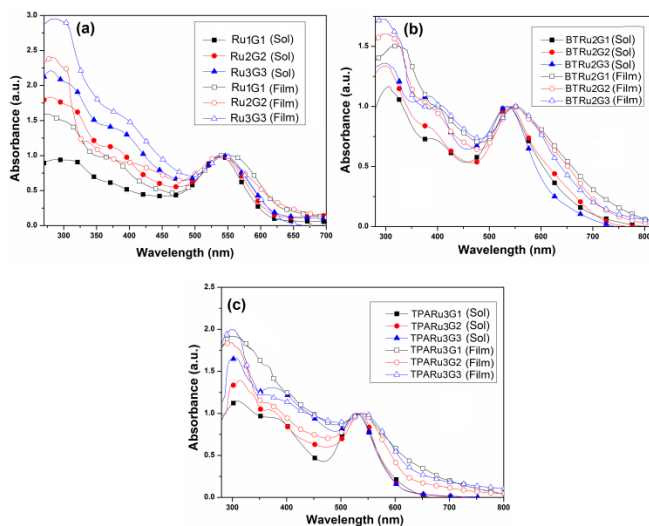 (a)
Ru1G1 (Sol)
Ru2G2 (Sol)
Ru3G3 (Sol)
Ru1G1 (Film)
Ru2G2 (Film)
Ru3G3 (Film)
Absorbance (a.u.)
3.0
2.5
2.0
1.5
1.0
0.5
0.0
300 350 400 450 500 550 600 650 700
Wavelength (nm)
(b)
BTRu2G1 (Sol)
BTRu2G2 (Sol)
BTRu2G3 (Sol)
BTRu2G1 (Film)
BTRu2G2 (Film)
BTRu2G3 (Film)
Absorbance (a.u.)
2.0
1.5
1.0
0.5
0.0
300 400 500 600 700 800
Wavelength (nm)
(c)
TPARu3G1 (Sol)
TPARu3G2 (Sol)
TPARu3G3 (Sol)
TPARu3G1 (Film)
TPARu3G2 (Film)
TPARu3G3 (Film)
Absorbance (a.u.)
2.5
2.0
1.5
1.0
0.5
0.0
300 400 500 600 700 800
Wavelength (nm)